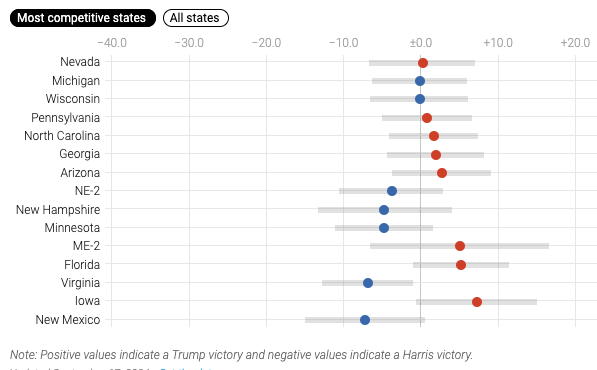 Most competitive states All states
−40.0 −30.0 −20.0 −10.0 ±0.0 +10.0 +20.0
Nevada
Michigan
Wisconsin
Pennsylvania
North Carolina
Georgia
Arizona
NE-2
New Hampshire
Minnesota
ME-2
Florida
Virginia
Iowa
New Mexico
Note: Positive values indicate a Trump victory and negative values indicate a Harris victory.